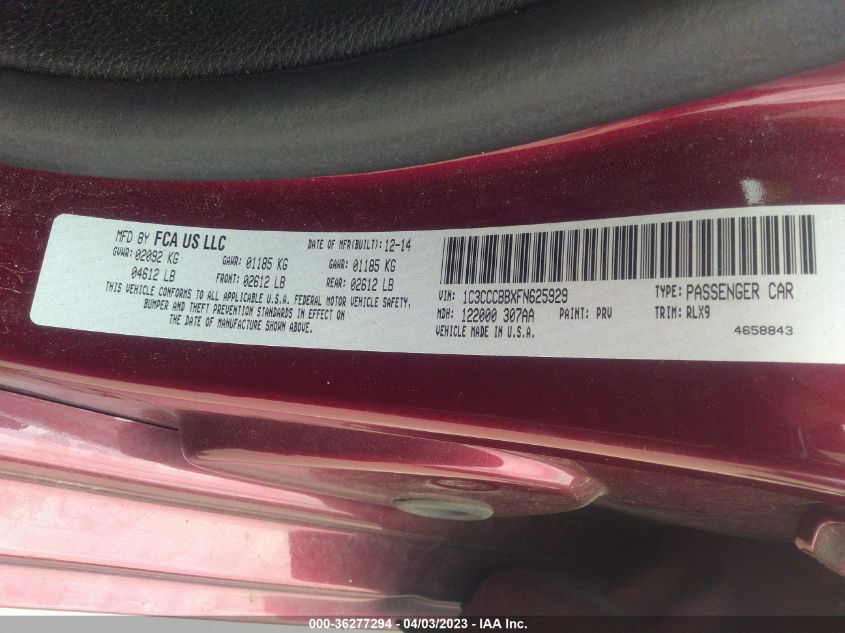 MFD BY FCA US LLC DATE OF MFR(BUILT): 12-14
GVWR: 02092 KG GAWR: 01185 KG GAWR: 01185 KG
04612 LB FRONT: 02612 LB REAR: 02612 LB
THIS VEHICLE CONFORMS TO ALL APPLICABLE U.S.A. FEDERAL MOTOR VEHICLE SAFETY,
BUMPER AND THEFT PREVENTION STANDARDS IN EFFECT ON
THE DATE OF MANUFACTURE SHOWN ABOVE.
VIN: 1C3CCCBBXFN625929 TYPE: PASSENGER CAR
MDH: 122000 307AA PAINT: PRV TRIM: RLX9
VEHICLE MADE IN U.S.A. 4658843
000-36277294 - 04/03/2023 - IAA Inc.